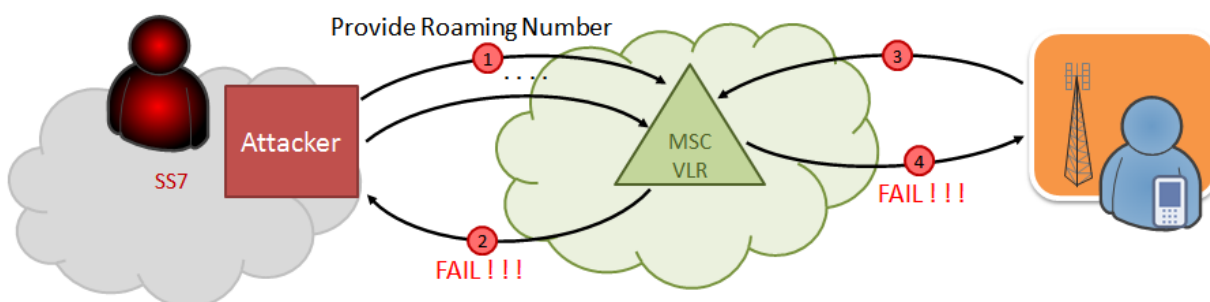 Provide Roaming Number
1
. . . .
3
Attacker
SS7
MSC
VLR
4
FAIL ! ! !
2
FAIL ! ! !